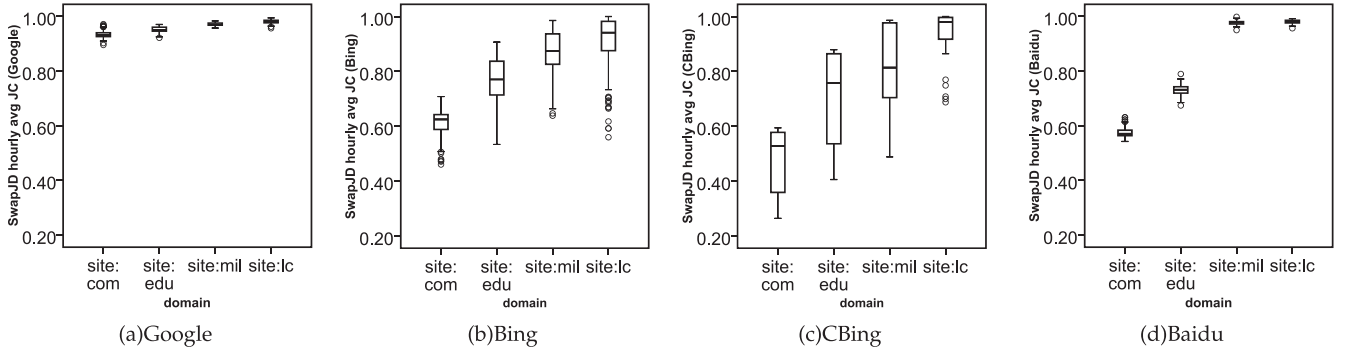 SwapJD hourly avg JC (Google)
1.00
0.80
0.60
0.40
0.20
site:
com
site:
edu
site:mil
site:lc
domain
(a)Google
SwapJD hourly avg JC (Bing)
1.00
0.80
0.60
0.40
0.20
site:
com
site:
edu
site:mil
site:lc
domain
(b)Bing
SwapJD hourly avg JC (CBing)
1.00
0.80
0.60
0.40
0.20
site:
com
site:
edu
site:mil
site:lc
domain
(c)CBing
SwapJD hourly avg JC (Baidu)
1.00
0.80
0.60
0.40
0.20
site:
com
site:
edu
site:mil
site:lc
domain
(d)Baidu